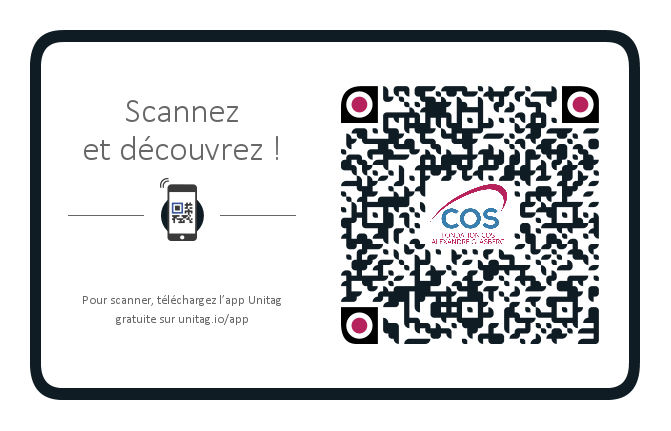 Scannez
et découvrez !
Pour scanner, téléchargez l'app Unitag
gratuite sur unitag.io/app
COS
FONDATION COS
ALEXANDRE GLASBERG